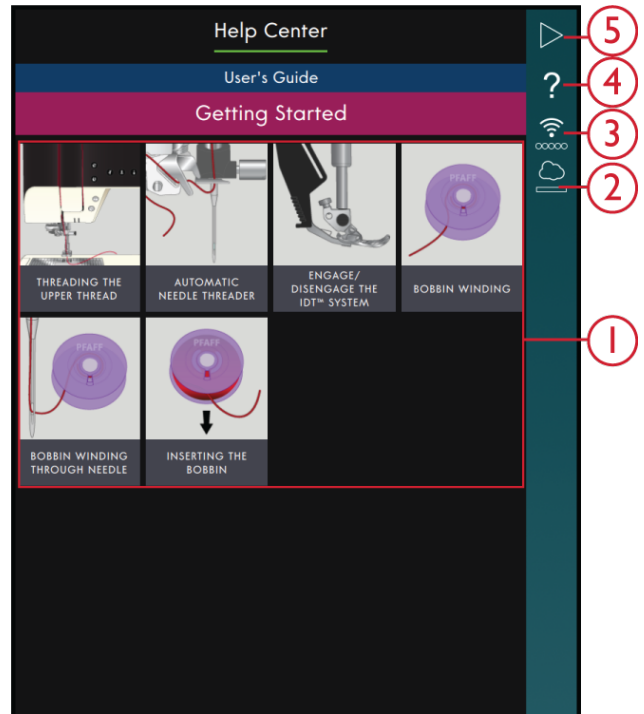 Help Center
User's Guide
Getting Started
PFAFF
THREADING THE
UPPER THREAD
AUTOMATIC
NEEDLE THREADER
ENGAGE/
DISENGAGE THE
IDT™ SYSTEM
BOBBIN WINDING
PFAFF
PFAFF
BOBBIN WINDING
THROUGH NEEDLE
INSERTING THE
BOBBIN
5
?
4
3
2
1